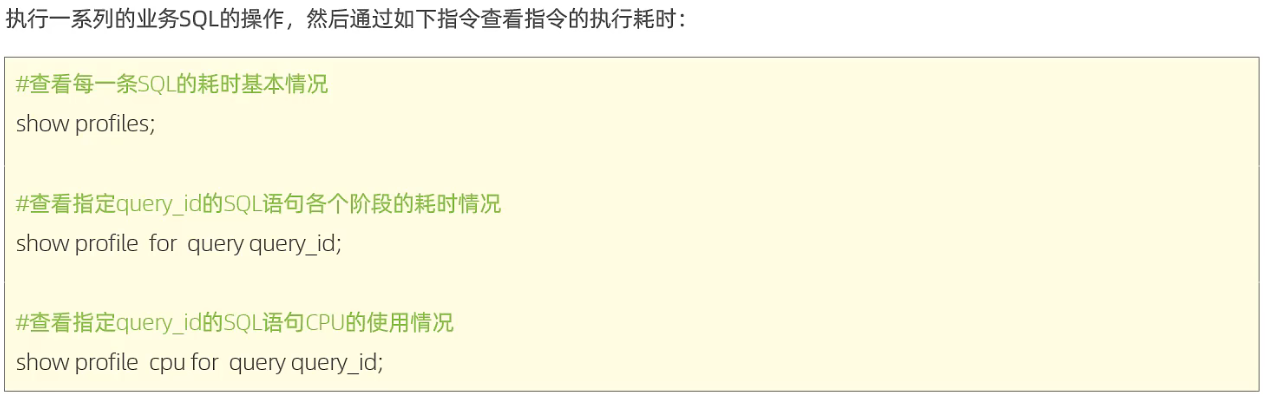 执行一系列的业务SQL的操作，然后通过如下指令查看指令的执行耗时：
#查看每一条SQL的耗时基本情况
show profiles;
#查看指定query_id的SQL语句各个阶段的耗时情况
show profile for query query_id;
#查看指定query_id的SQL语句CPU的使用情况
show profile cpu for query query_id;